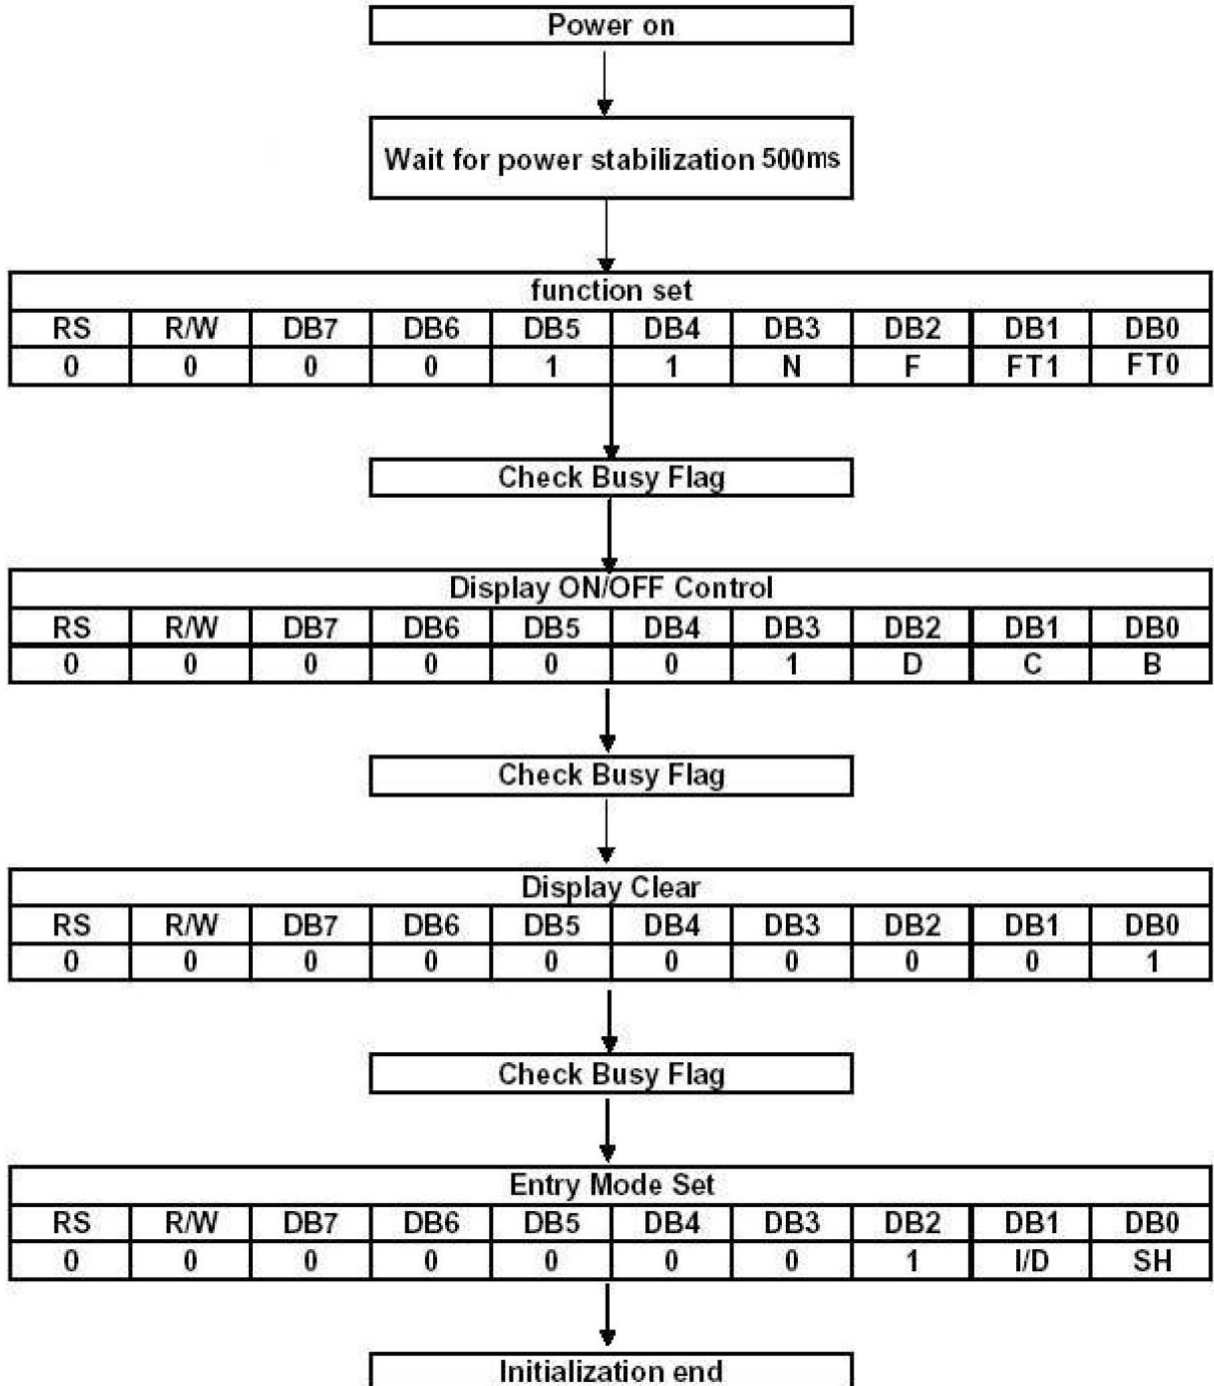 Power on
Wait for power stabilization 500ms
function set
RS R/W DB7 DB6 DB5 DB4 DB3 DB2 DB1 DB0
0 0 0 0 1 1 N F FT1 FT0
Check Busy Flag
Display ON/OFF Control
RS R/W DB7 DB6 DB5 DB4 DB3 DB2 DB1 DB0
0 0 0 0 0 0 1 D C B
Check Busy Flag
Display Clear
RS R/W DB7 DB6 DB5 DB4 DB3 DB2 DB1 DB0
0 0 0 0 0 0 0 0 0 1
Check Busy Flag
Entry Mode Set
RS R/W DB7 DB6 DB5 DB4 DB3 DB2 DB1 DB0
0 0 0 0 0 0 0 1 I/D SH
Initialization end